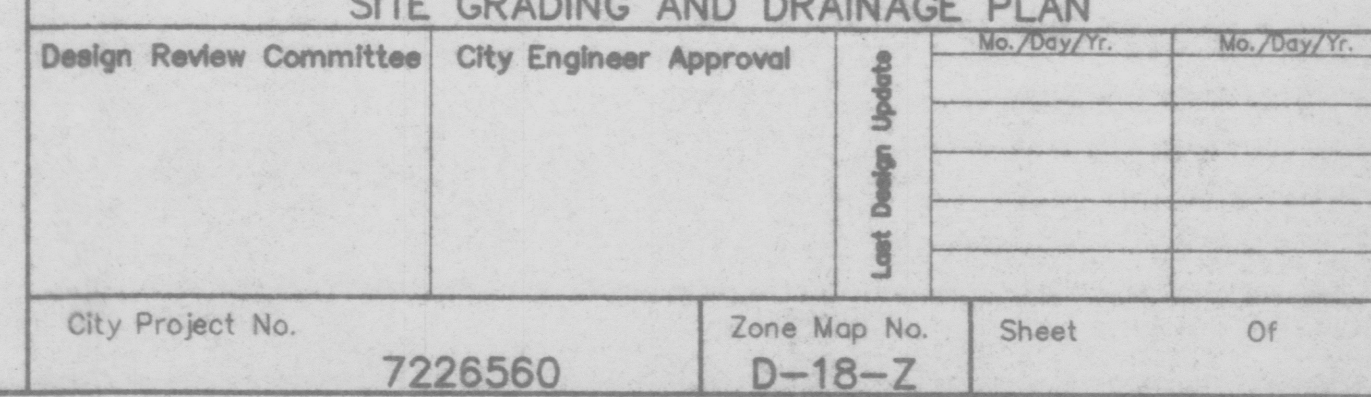 SITE GRADING AND DRAINAGE PLAN
Design Review Committee
City Engineer Approval
Last Design Update
Mo./Day/Yr.
Mo./Day/Yr.
City Project No.
7226560
Zone Map No.
D-18-Z
Sheet
Of